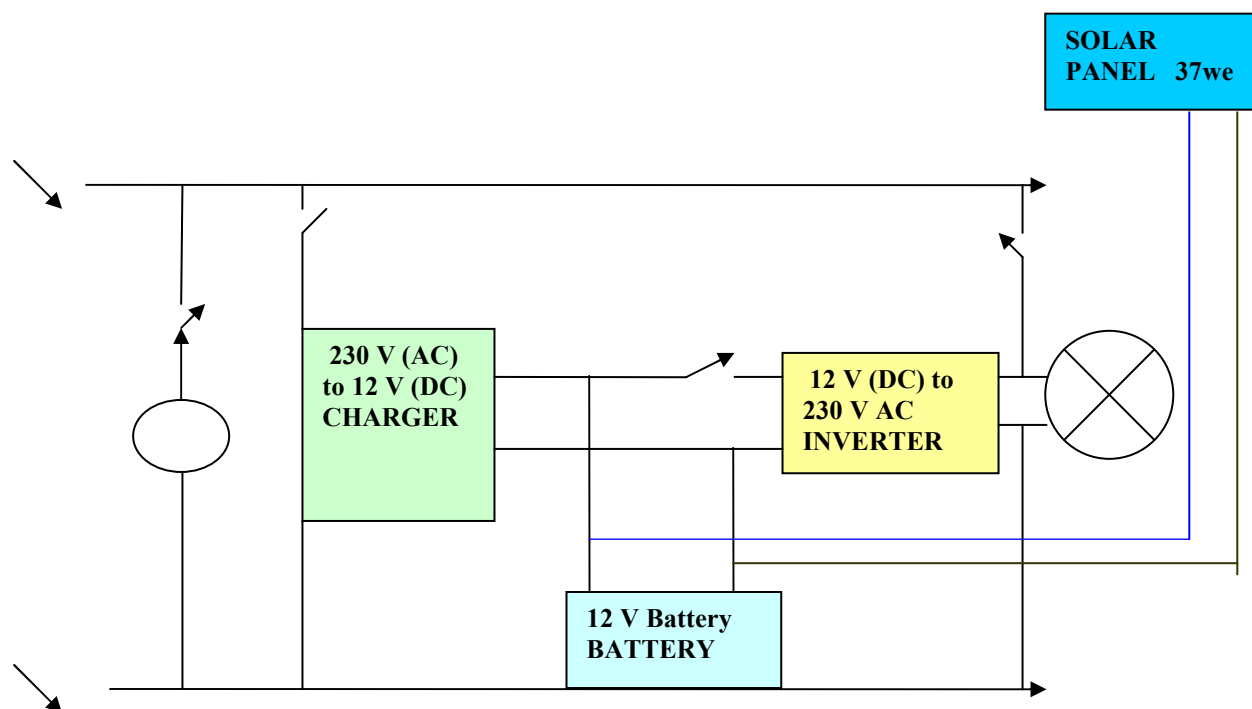 SOLAR
PANEL 37we
230 V (AC)
to 12 V (DC)
CHARGER
12 V (DC) to
230 V AC
INVERTER
12 V Battery
BATTERY